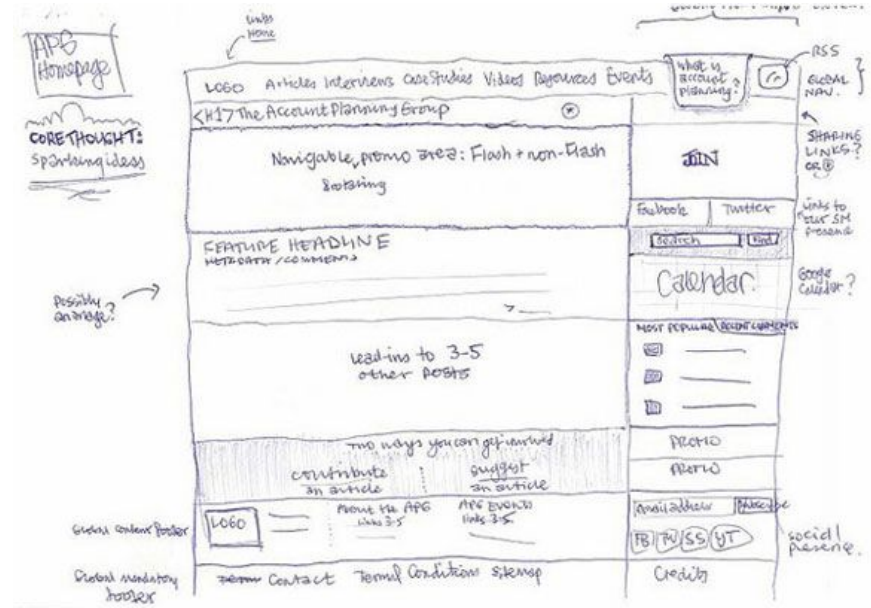 APG
Homepage
CORE THOUGHT:
Sparking ideas
Links
Home
LOGO Articles Interviews Case Studies Videos Resources Events
What is
account
planning?
RSS
GLOBAL
NAV.
<H1> The Account Planning Group
SHARING
LINKS?
OR
Navigable, promo area: Flash + non-Flash
Rotating
JOIN
Facebook Twitter
Links to
our SM
presence
Search Find
FEATURE HEADLINE
METADATA/COMMENTS
Calendar
Google
Calendar?
Possibly
an image?
MOST POPULAR RECENT COMMENTS
Lead-ins to 3-5
other POSTS
Two ways you can get involved
contribute
an article
suggest
an article
PROMO
PROMO
Global content footer
LOGO
About the APG
Links 3-5
APG Events
links 3-5
Email address Subscribe
FB TW SS YT
social
presence.
Global mandatory
footer
Contact Terms Conditions Sitemap
Credits